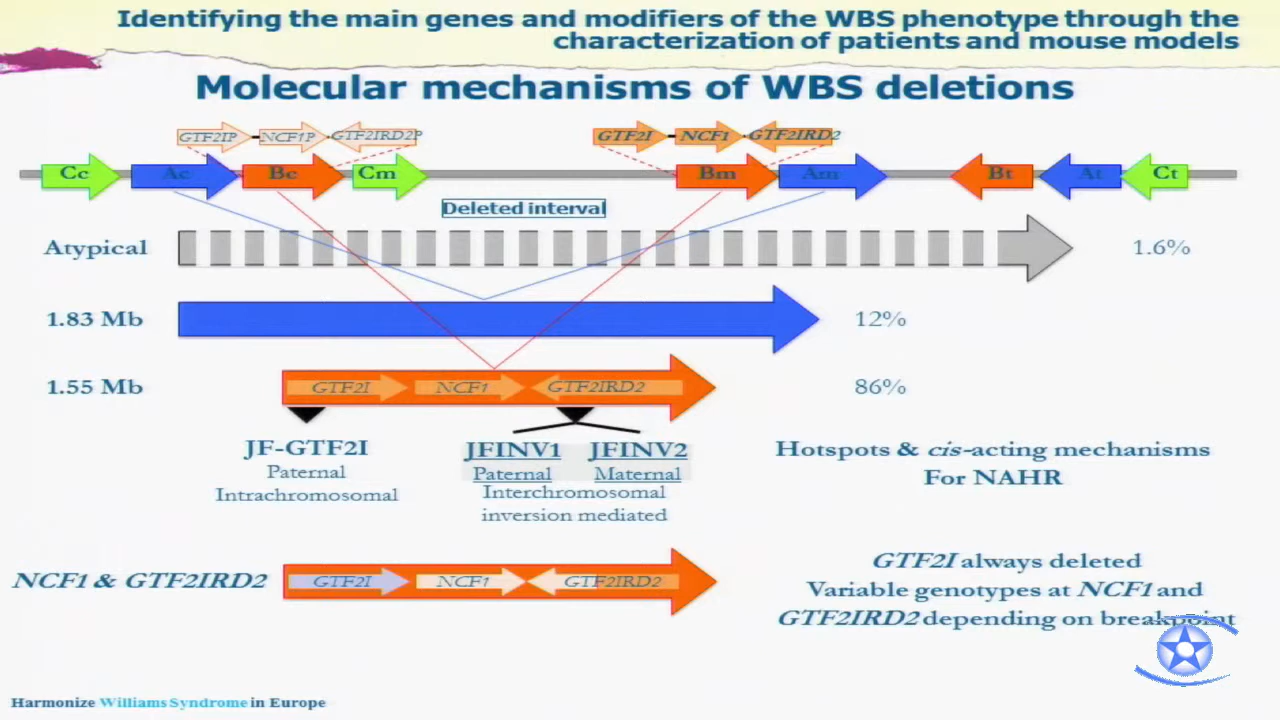 Identifying the main genes and modifiers of the WBS phenotype through the
characterization of patients and mouse models
Molecular mechanisms of WBS deletions
GTF2IP NCF1P GTF2IRD2P GTF2I NCF1 GTF2IRD2
Cc Ac Bc Cm Bm Am Bt At Ct
Deleted interval
Atypical 1.6%
1.83 Mb 12%
1.55 Mb GTF2I NCF1 GTF2IRD2 86%
JF-GTF2I JFINV1 JFINV2 Hotspots & cis-acting mechanisms
Paternal Paternal Maternal For NAHR
Intrachromosomal Interchromosomal
inversion mediated
GTF2I always deleted
NCF1 & GTF2IRD2 GTF2I NCF1 GTF2IRD2 Variable genotypes at NCF1 and
GTF2IRD2 depending on breakpoint
Harmonize Williams Syndrome in Europe